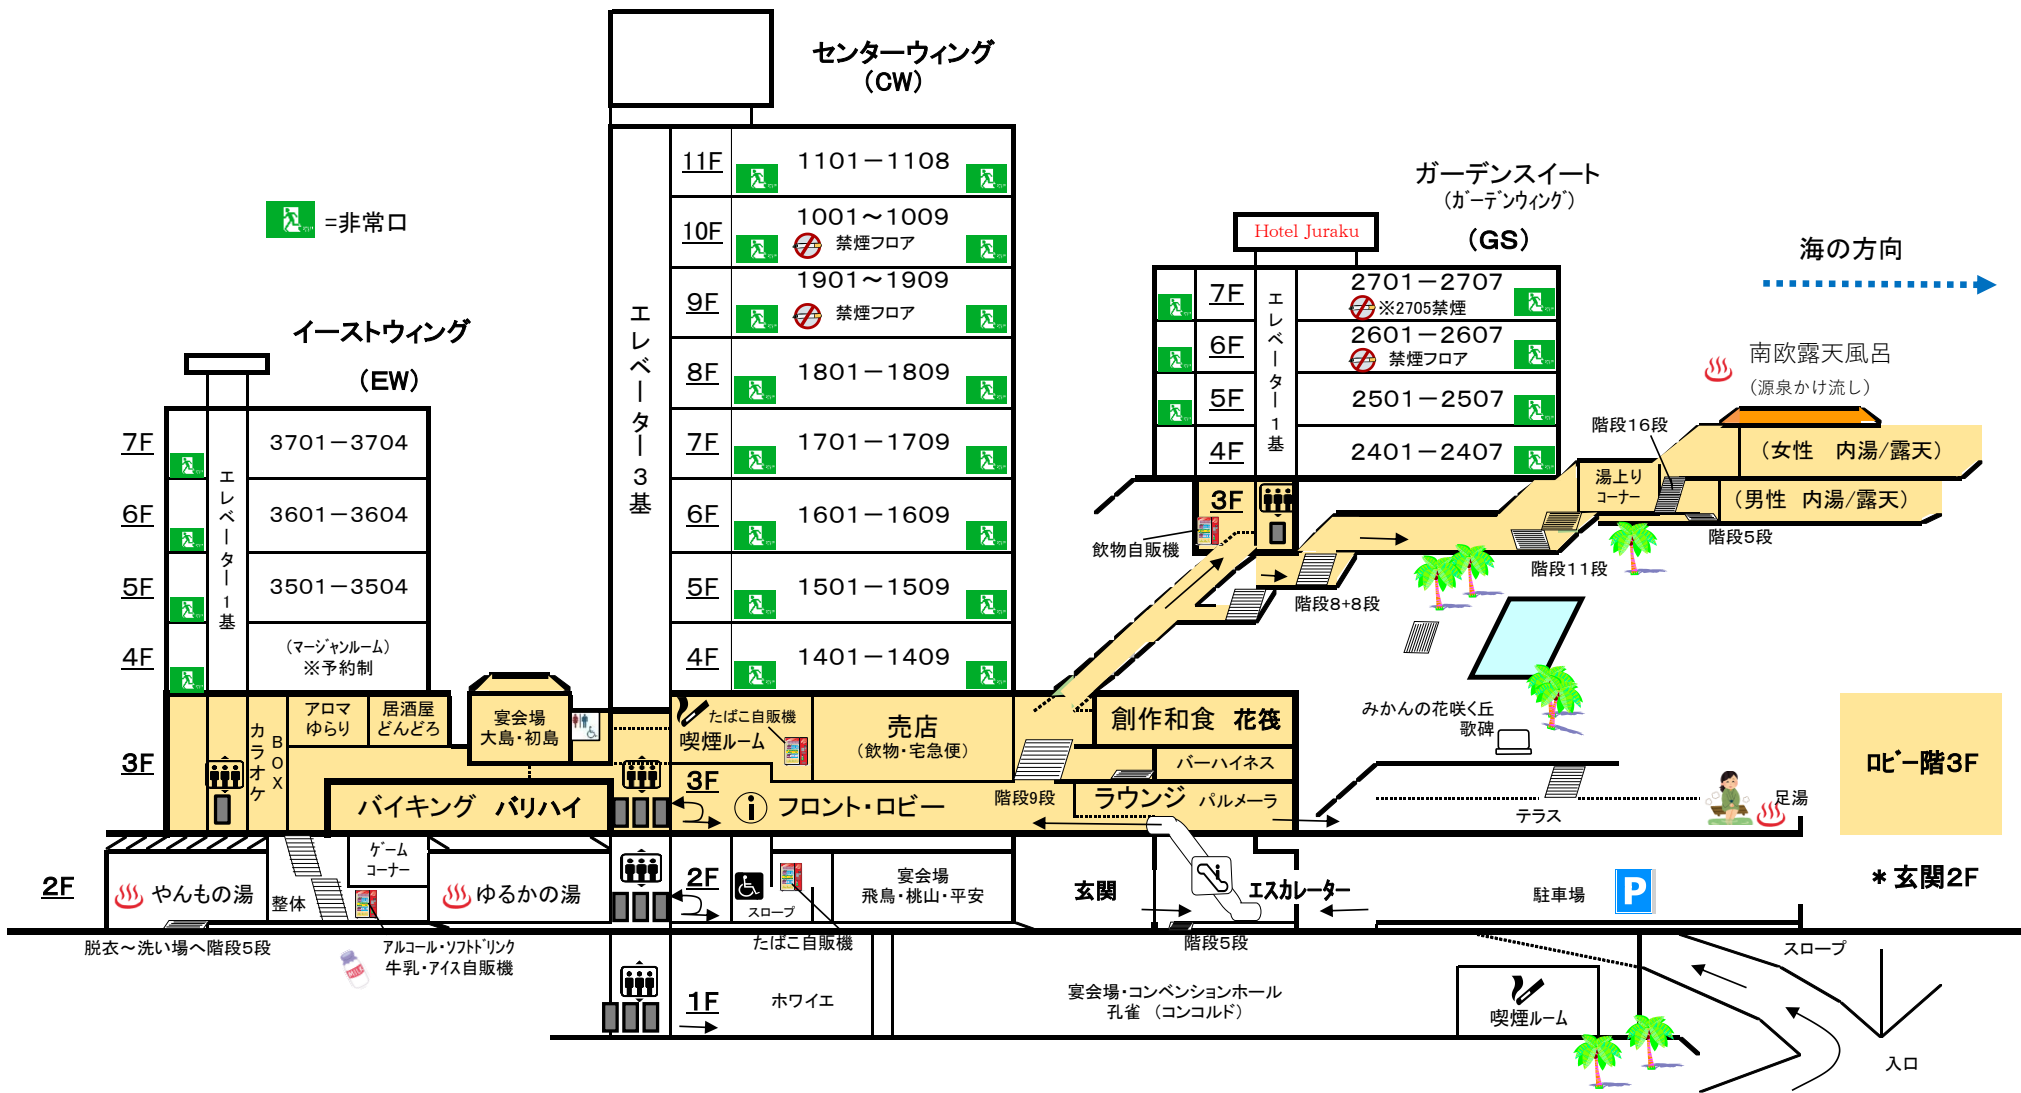 センターウィング
（CW）
11F
1101－1108
10F
1001～1009
禁煙フロア
9F
1901～1909
禁煙フロア
8F
1801－1809
7F
1701－1709
6F
1601－1609
5F
1501－1509
4F
1401－1409
エレベーター3基
=非常口
イーストウィング
（EW）
7F
3701－3704
6F
3601－3604
5F
3501－3504
4F
（マージャンルーム）
※予約制
エレベーター1基
ガーデンスイート
（ガーデンウィング）
（GS）
Hotel Juraku
7F
2701－2707
※2705禁煙
6F
2601－2607
禁煙フロア
5F
2501－2507
4F
2401－2407
エレベーター1基
3F
飲物自販機
海の方向
南欧露天風呂
（源泉かけ流し）
階段16段
（女性　内湯/露天）
湯上り
コーナー
（男性　内湯/露天）
階段5段
階段11段
階段8+8段
みかんの花咲く丘
歌碑
テラス
足湯
ロビー階3F
＊玄関2F
3F
カラオケ
BOX
アロマ
ゆらり
居酒屋
どんどろ
宴会場
大島・初島
バイキング　バリハイ
たばこ自販機
喫煙ルーム
売店
（飲物・宅急便）
3F
フロント・ロビー
階段9段
創作和食　花筏
バーハイネス
ラウンジ　パルメーラ
2F
やんもの湯
整体
ゲーム
コーナー
ゆるかの湯
2F
スロープ
宴会場
飛鳥・桃山・平安
玄関
エスカレーター
駐車場
P
脱衣～洗い場へ階段5段
アルコール・ソフトドリンク
牛乳・アイス自販機
MILK
たばこ自販機
階段5段
スロープ
1F
ホワイエ
宴会場・コンベンションホール
孔雀　（コンコルド）
喫煙ルーム
入口